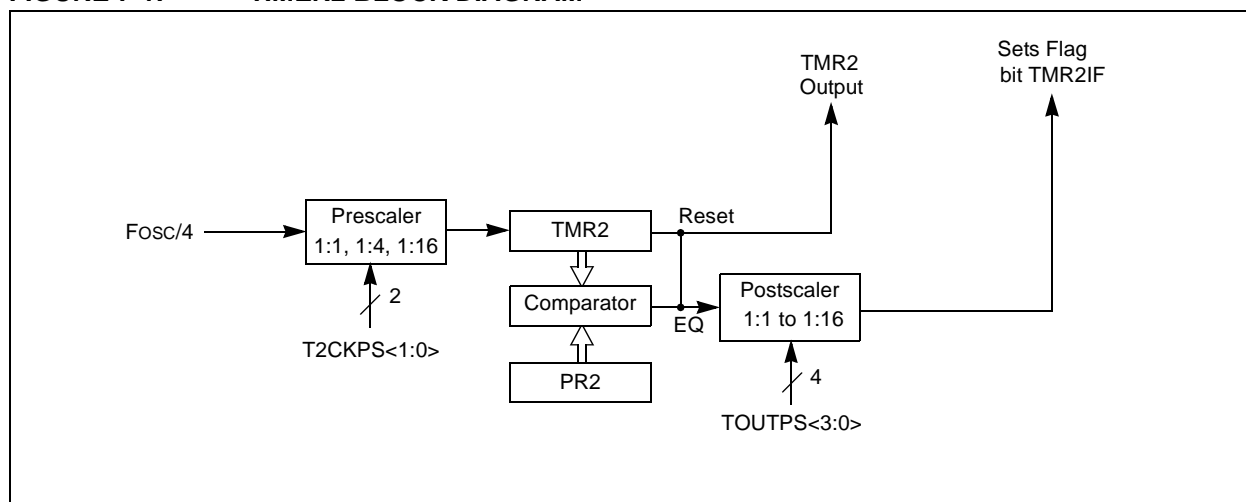 TMR2
Output
Sets Flag
bit TMR2IF
FOSC/4
Prescaler
1:1, 1:4, 1:16
2
T2CKPS<1:0>
TMR2
Reset
Comparator
EQ
PR2
Postscaler
1:1 to 1:16
4
TOUTPS<3:0>